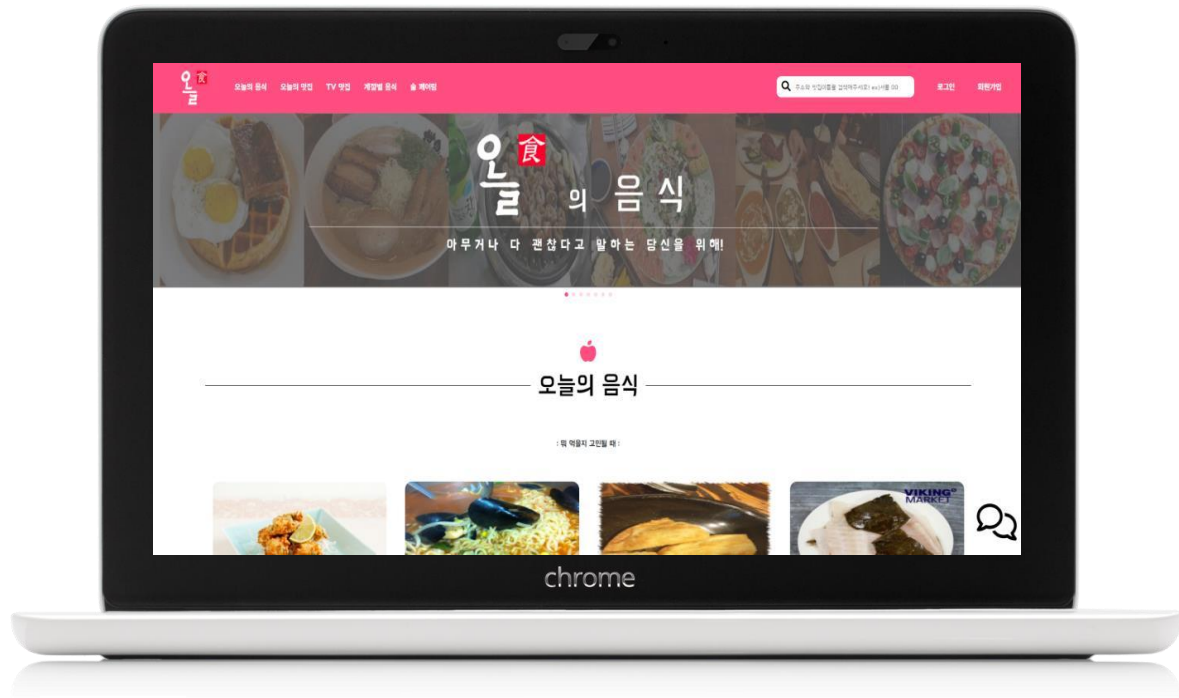 오늘 食
오늘의 음식 오늘의 맛집 TV 맛집 계절별 음식 술 페어링
로그인 회원가입
오늘 食 의 음식
아무거나 다 괜찮다고 말하는 당신을 위해!
오늘의 음식
: 뭐 먹을지 고민될 때 :
VIKING
MARKET
chrome